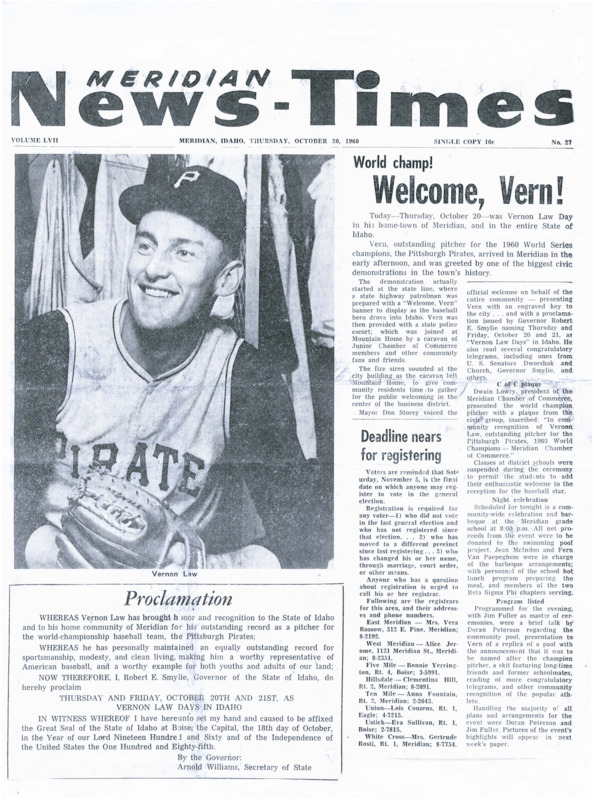 MERIDIAN
News-Times
VOLUME LVII MERIDIAN, IDAHO, THURSDAY, OCTOBER 20, 1960 SINGLE COPY 10c No. 27
P
PIRATE
Vernon Law
Proclamation
WHEREAS Vernon Law has brought honor and recognition to the State of Idaho
and to his home community of Meridian for his outstanding record as a pitcher for
the world-championship baseball team, the Pittsburgh Pirates;
WHEREAS he has personally maintained an equally outstanding record for
sportsmanship, modesty, and clean living, making him a worthy representative of
American baseball, and a worthy example for both youths and adults of our land;
NOW THEREFORE, I, Robert E. Smylie, Governor of the State of Idaho, do
hereby proclaim
THURSDAY AND FRIDAY, OCTOBER 20TH AND 21ST, AS
VERNON LAW DAYS IN IDAHO
IN WITNESS WHEREOF I have hereunto set my hand and caused to be affixed
the Great Seal of the State of Idaho at Boise, the Capital, the 18th day of October,
in the Year of our Lord Nineteen Hundred and Sixty and of the Independence of
the United States the One Hundred and Eighty-fifth.
By the Governor:
Arnold Williams, Secretary of State
World champ!
Welcome, Vern!
Today—Thursday, October 20—was Vernon Law Day
in his home-town of Meridian, and in the entire State of
Idaho.
Vern, outstanding pitcher for the 1960 World Series
champions, the Pittsburgh Pirates, arrived in Meridian in the
early afternoon, and was greeted by one of the biggest civic
demonstrations in the town's history.
The demonstration actually
started at the state line, where
a state highway patrolman was
prepared with a "Welcome, Vern"
banner to display as the baseball
hero drove into Idaho. Vern was
then provided with a state police
escort; which was joined at
Mountain Home by a caravan of
Junior Chamber of Commerce
members and other community
fans and friends.
The fire siren sounded at the
city building as the caravan left
Mountain Home, to give com-
munity residents time to gather
for the public welcoming in the
center of the business district.
Mayor Don Storey voiced the
official welcome on behalf of the
entire community — presenting
Vern with an engraved key to
the city . . . and with a proclama-
tion issued by Governor Robert
E. Smylie naming Thursday and
Friday, October 20 and 21, as
"Vernon Law Days" in Idaho. He
also read several congratulatory
telegrams, including ones from
U. S. Senators Dworshak and
Church, Governor Smylie, and
others.
C of C plaque
Dwain Lowry, president of the
Meridian Chamber of Commerce,
presented the world champion
pitcher with a plaque from the
civic group, inscribed: "In com-
munity recognition of Vernon
Law, outstanding pitcher for the
Pittsburgh Pirates, 1960 World
Champions — Meridian Chamber
of Commerce."
Classes at district schools were
suspended during the ceremony
to permit the students to add
their enthusiastic welcome to the
reception for the baseball star.
Night celebration
Scheduled for tonight is a com-
munity-wide celebration and bar-
beque at the Meridian grade
school at 8:00 p.m. All net pro-
ceeds from the event were to be
donated to the swimming pool
project. Jean McIndoo and Fern
Van Paepeghem were in charge
of the barbeque arrangements;
with personnel of the school hot
lunch program preparing the
meal, and members of the two
Beta Sigma Phi chapters serving.
Program listed
Programmed for the evening,
with Jim Fuller as master of cer-
emonies, were a brief talk by
Duran Peterson regarding the
community pool, presentation to
Vern of a replica of a pool with
the announcement that it was to
be named after the champion
pitcher, a skit featuring long-time
friends and former schoolmates,
reading of more congratulatory
telegrams, and other community
recognition of the popular ath-
lete.
Handling the majority of all
plans and arrangements for the
event were Duran Peterson and
Jim Fuller. Pictures of the event's
highlights will appear in next
week's paper.
Deadline nears
for registering
Voters are reminded that Sat-
urday, November 5, is the final
date on which anyone may reg-
ister to vote in the general
election.
Registration is required for
any voter—1) who did not vote
in the last general election and
who has not registered since
that election. . . 2) who has
moved to a different precinct
since last registering . . . 3) who
has changed his or her name,
through marriage, court order,
or other means.
Anyone who has a question
about registration is urged to
call his or her registrar.
Following are the registrars
for this area, and their address-
es and phone numbers.
East Meridian — Mrs. Vera
Rossow, 312 E. Pine, Meridian;
8-2192.
West Meridian — Alice Jer-
ome, 1121 Meridian St., Meridi-
an; 8-2351.
Five Mile — Bonnie Yerring-
ton, Rt. 4, Boise; 3-5991.
Hillsdale — Clementina Hill,
Rt. 2, Meridian; 8-2091.
Ten Mile — Anna Fountain,
Rt. 2, Meridian; 2-2643.
Union—Lois Coucns, Rt. 1,
Eagle; 4-7215.
Ustick—Eva Sullivan, Rt. 1,
Boise; 2-7815.
White Cross—Mrs. Gertrude
Rosti, Rt. 1, Meridian; 8-7754.